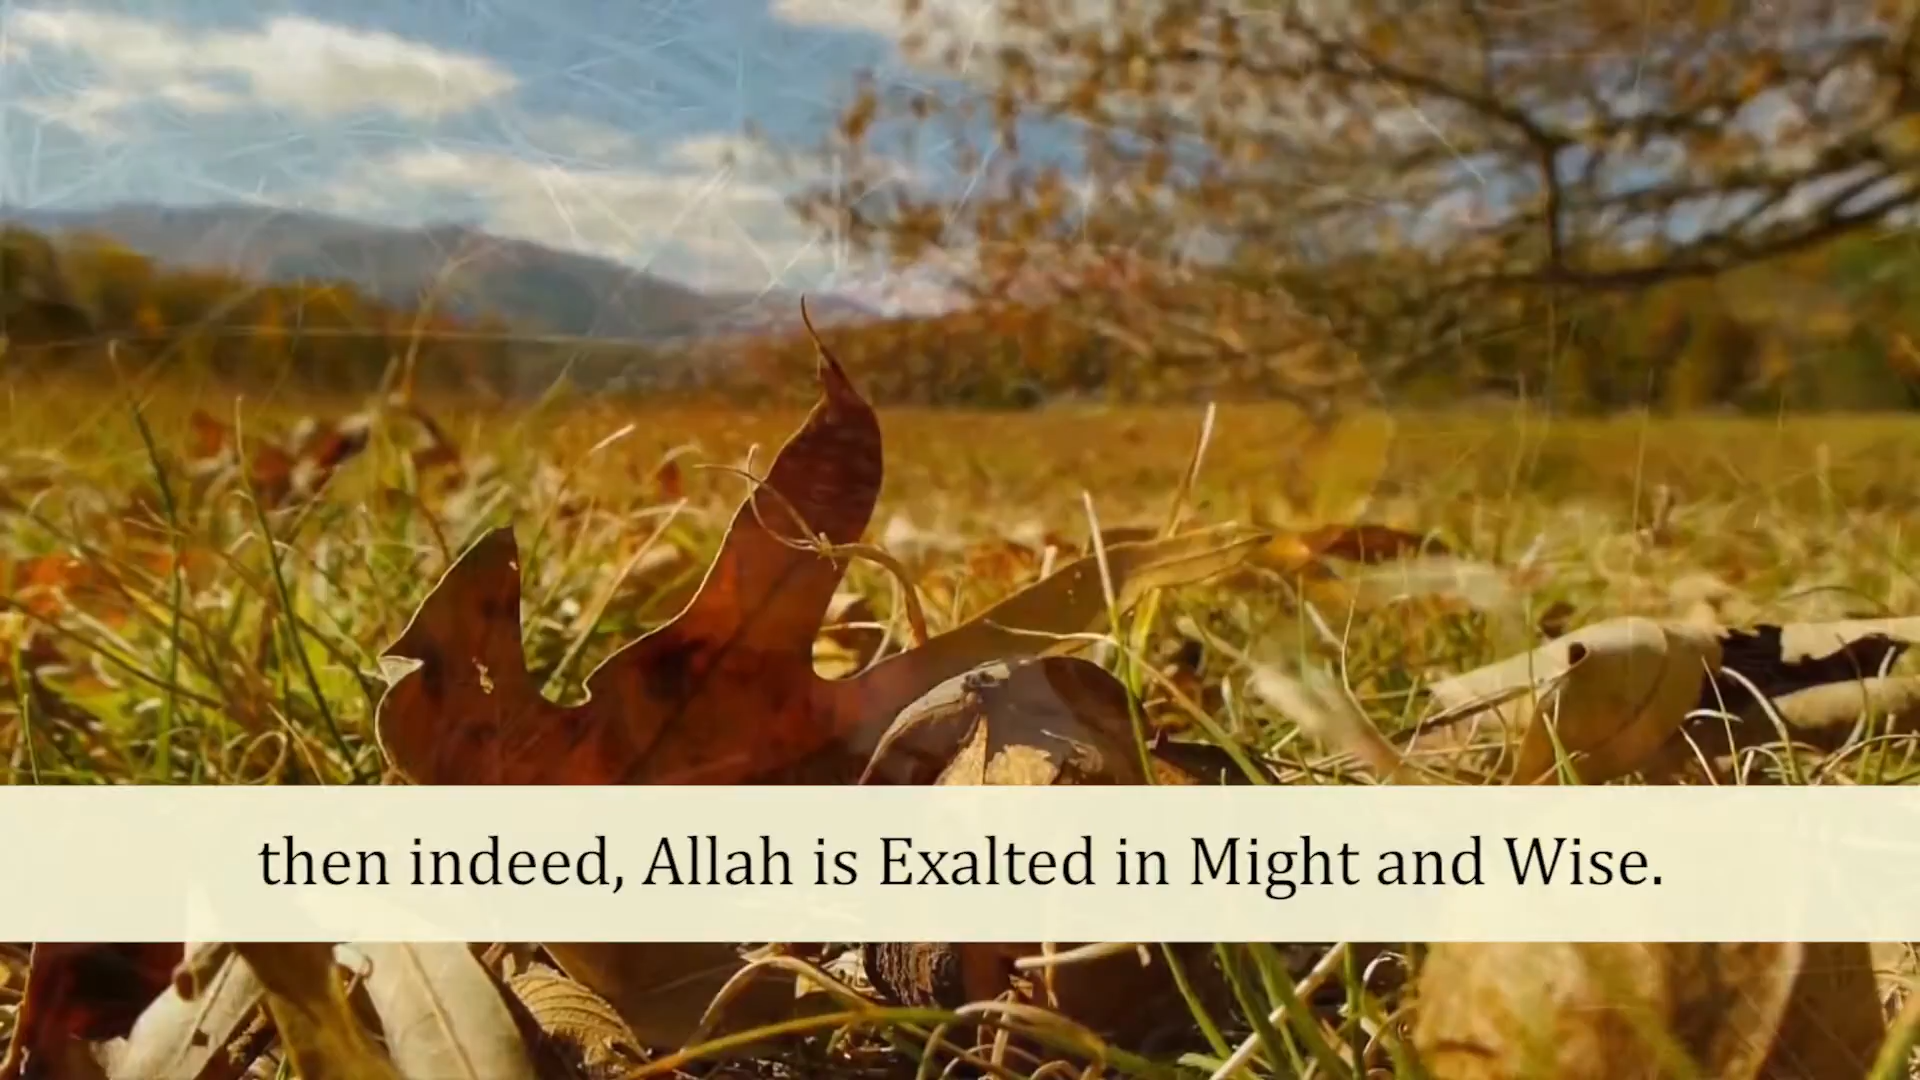 then indeed, Allah is Exalted in Might and Wise.